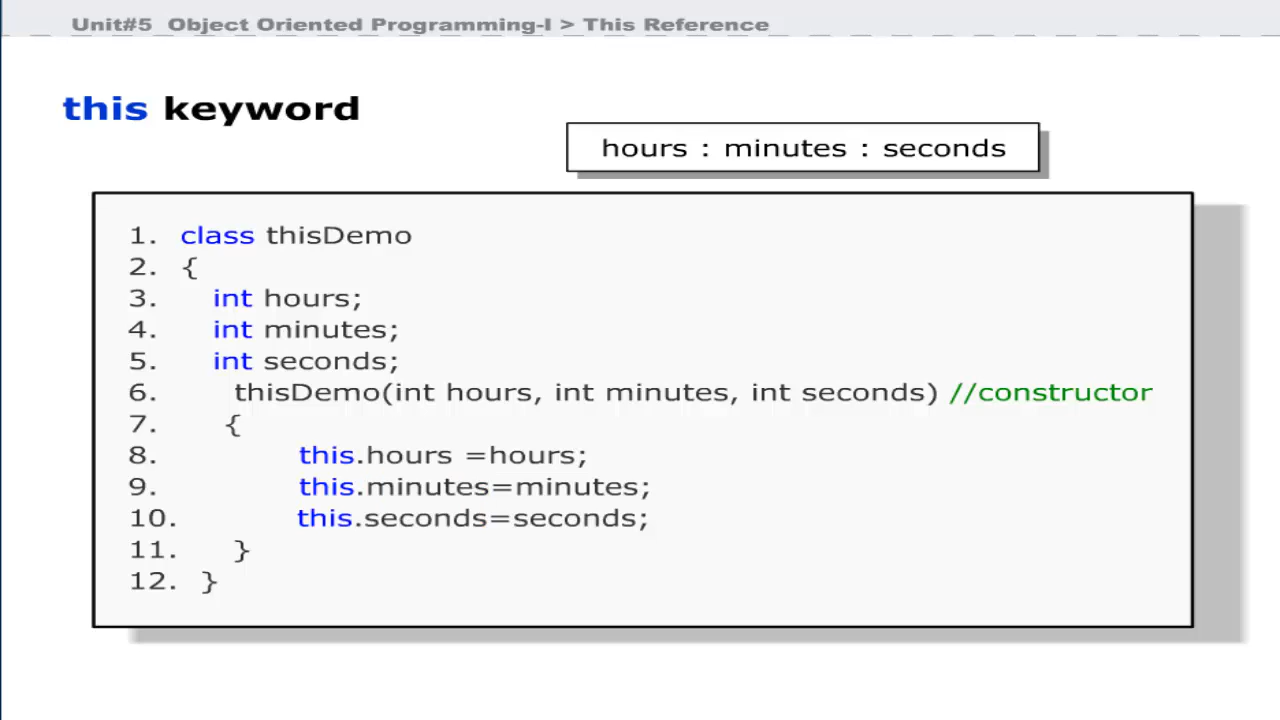 Unit#5 Object Oriented Programming-I > This Reference
this keyword
hours : minutes : seconds
1. class thisDemo
2. {
3. int hours;
4. int minutes;
5. int seconds;
6. thisDemo(int hours, int minutes, int seconds) //constructor
7. {
8. this.hours =hours;
9. this.minutes=minutes;
10. this.seconds=seconds;
11. }
12. }